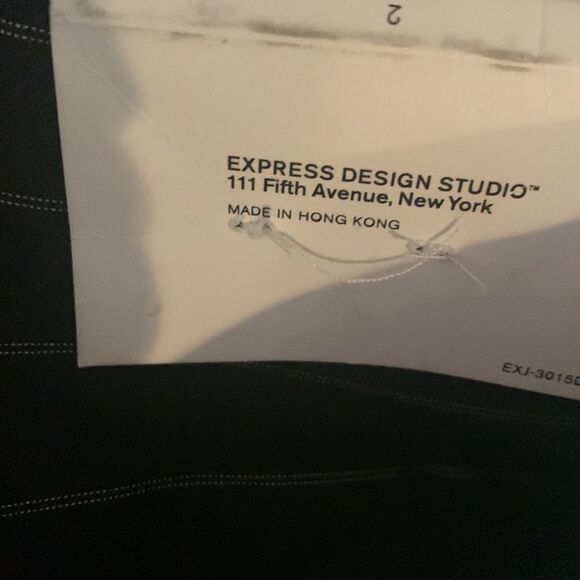 2
EXPRESS DESIGN STUDIO™
111 Fifth Avenue, New York
MADE IN HONG KONG
EXJ-3015D